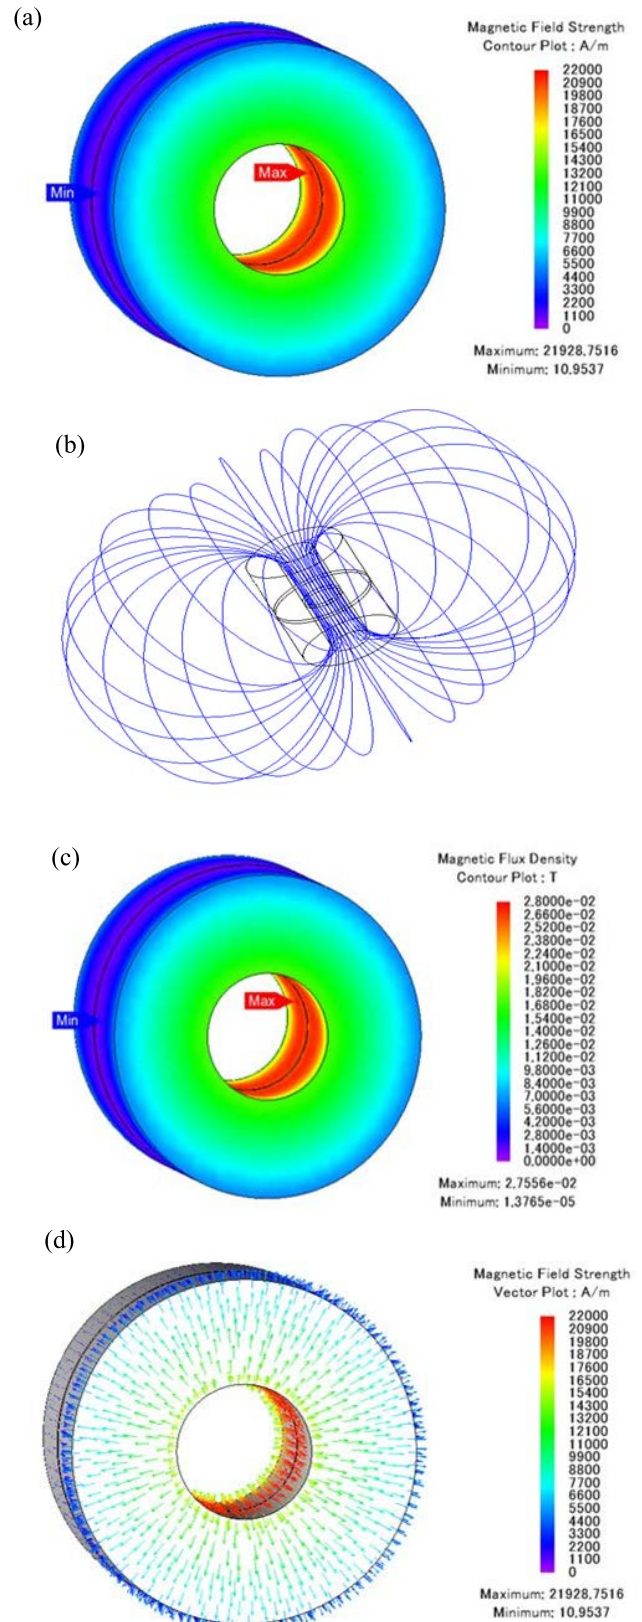 (a)
Magnetic Field Strength
Contour Plot : A/m
22000
20900
19800
18700
17600
16500
15400
14300
13200
12100
11000
9900
8800
7700
6600
5500
4400
3300
2200
1100
0
Max
Min
Maximum: 21928.7516
Minimum: 10.9537
(b)
(c)
Magnetic Flux Density
Contour Plot : T
2.8000e-02
2.6600e-02
2.5200e-02
2.3800e-02
2.2400e-02
2.1000e-02
1.9600e-02
1.8200e-02
1.6800e-02
1.5400e-02
1.4000e-02
1.2600e-02
1.1200e-02
9.8000e-03
8.4000e-03
7.0000e-03
5.6000e-03
4.2000e-03
2.8000e-03
1.4000e-03
0.0000e+00
Max
Min
Maximum: 2.7556e-02
Minimum: 1.3765e-05
(d)
Magnetic Field Strength
Vector Plot : A/m
22000
20900
19800
18700
17600
16500
15400
14300
13200
12100
11000
9900
8800
7700
6600
5500
4400
3300
2200
1100
0
Maximum: 21928.7516
Minimum: 10.9537